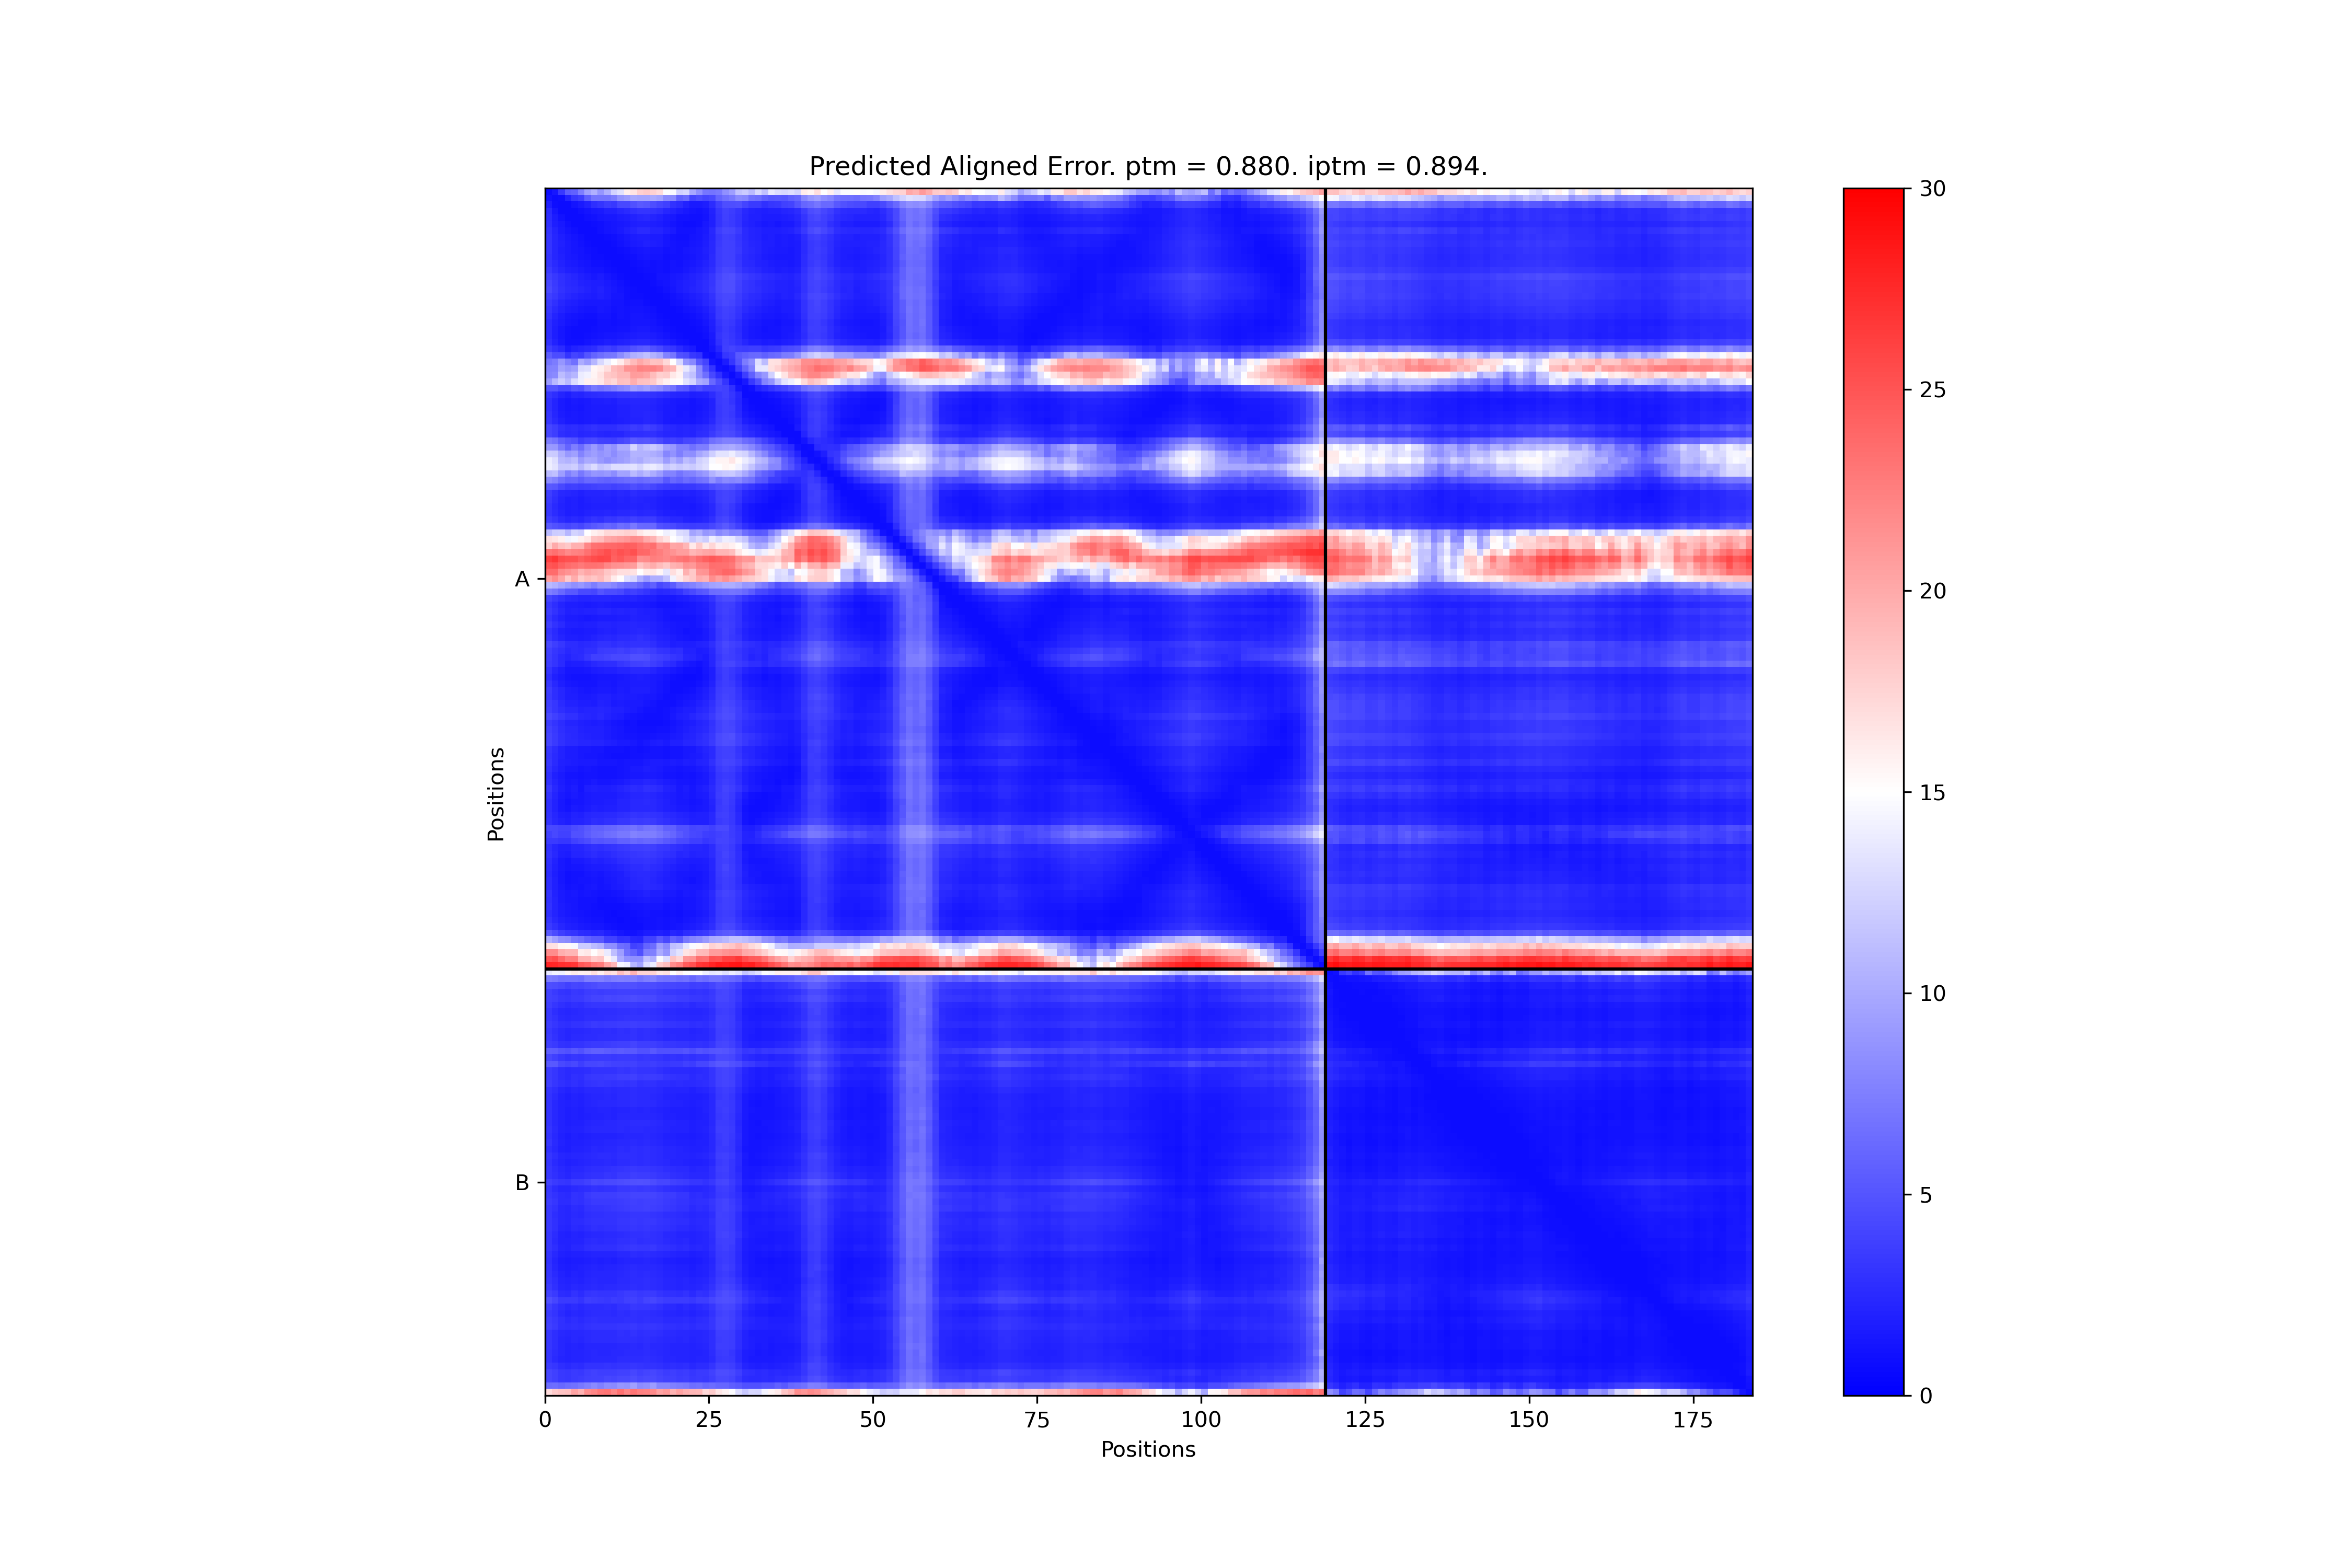 Predicted Aligned Error. ptm = 0.880. iptm = 0.894.
A
B
Positions
0 25 50 75 100 125 150 175
Positions
30
25
20
15
10
5
0